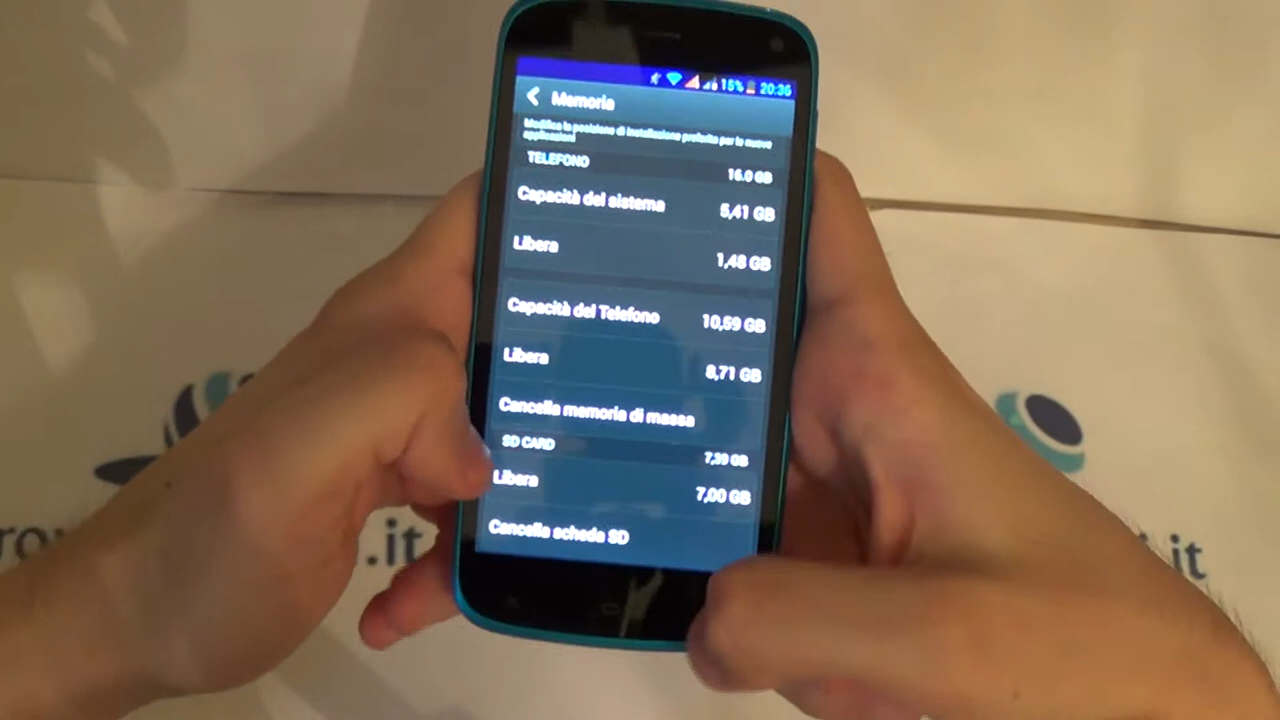 15% 20:36
Memoria
Modifica la posizione di installazione preferita per le nuove
applicazioni
TELEFONO 16.0 GB
Capacità del sistema 5,41 GB
Libera 1,48 GB
Capacità del Telefono 10,59 GB
Libera 8,71 GB
Cancella memoria di massa
SD CARD 7,39 GB
Libera 7,00 GB
Cancella scheda SD
.it
.it